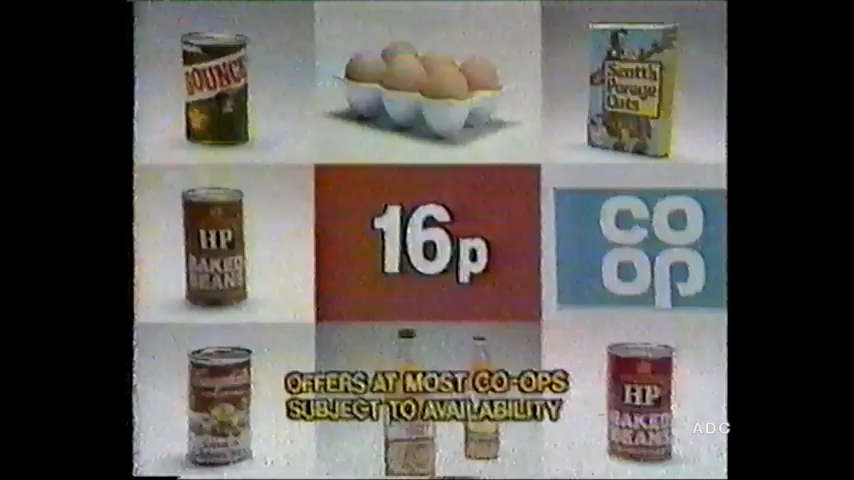 BOUNCE
Scott's
Porage
Oats
HP
BAKED
BEANS
16p
CO
OP
Campbell's
OFFERS AT MOST CO-OPS
SUBJECT TO AVAILABILITY
HP
BAKED
BEANS
ADC